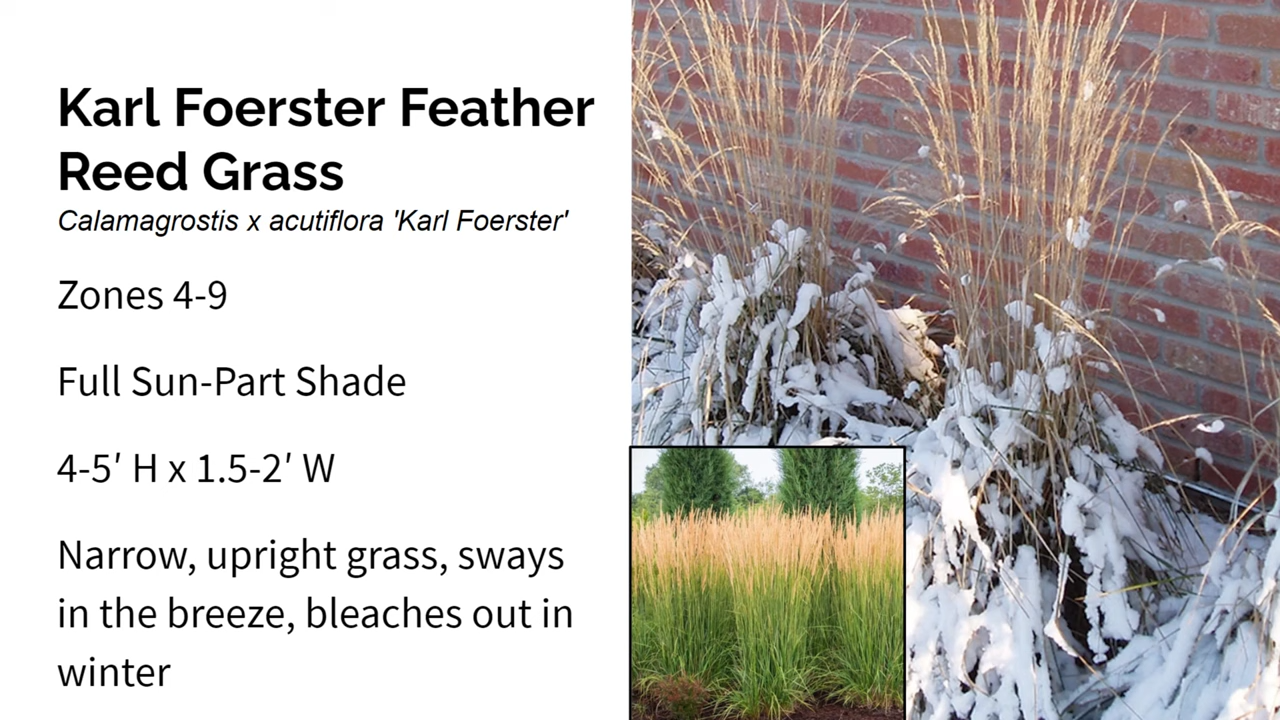 Karl Foerster Feather
Reed Grass
Calamagrostis x acutiflora 'Karl Foerster'
Zones 4-9
Full Sun-Part Shade
4-5′ H x 1.5-2′ W
Narrow, upright grass, sways
in the breeze, bleaches out in
winter